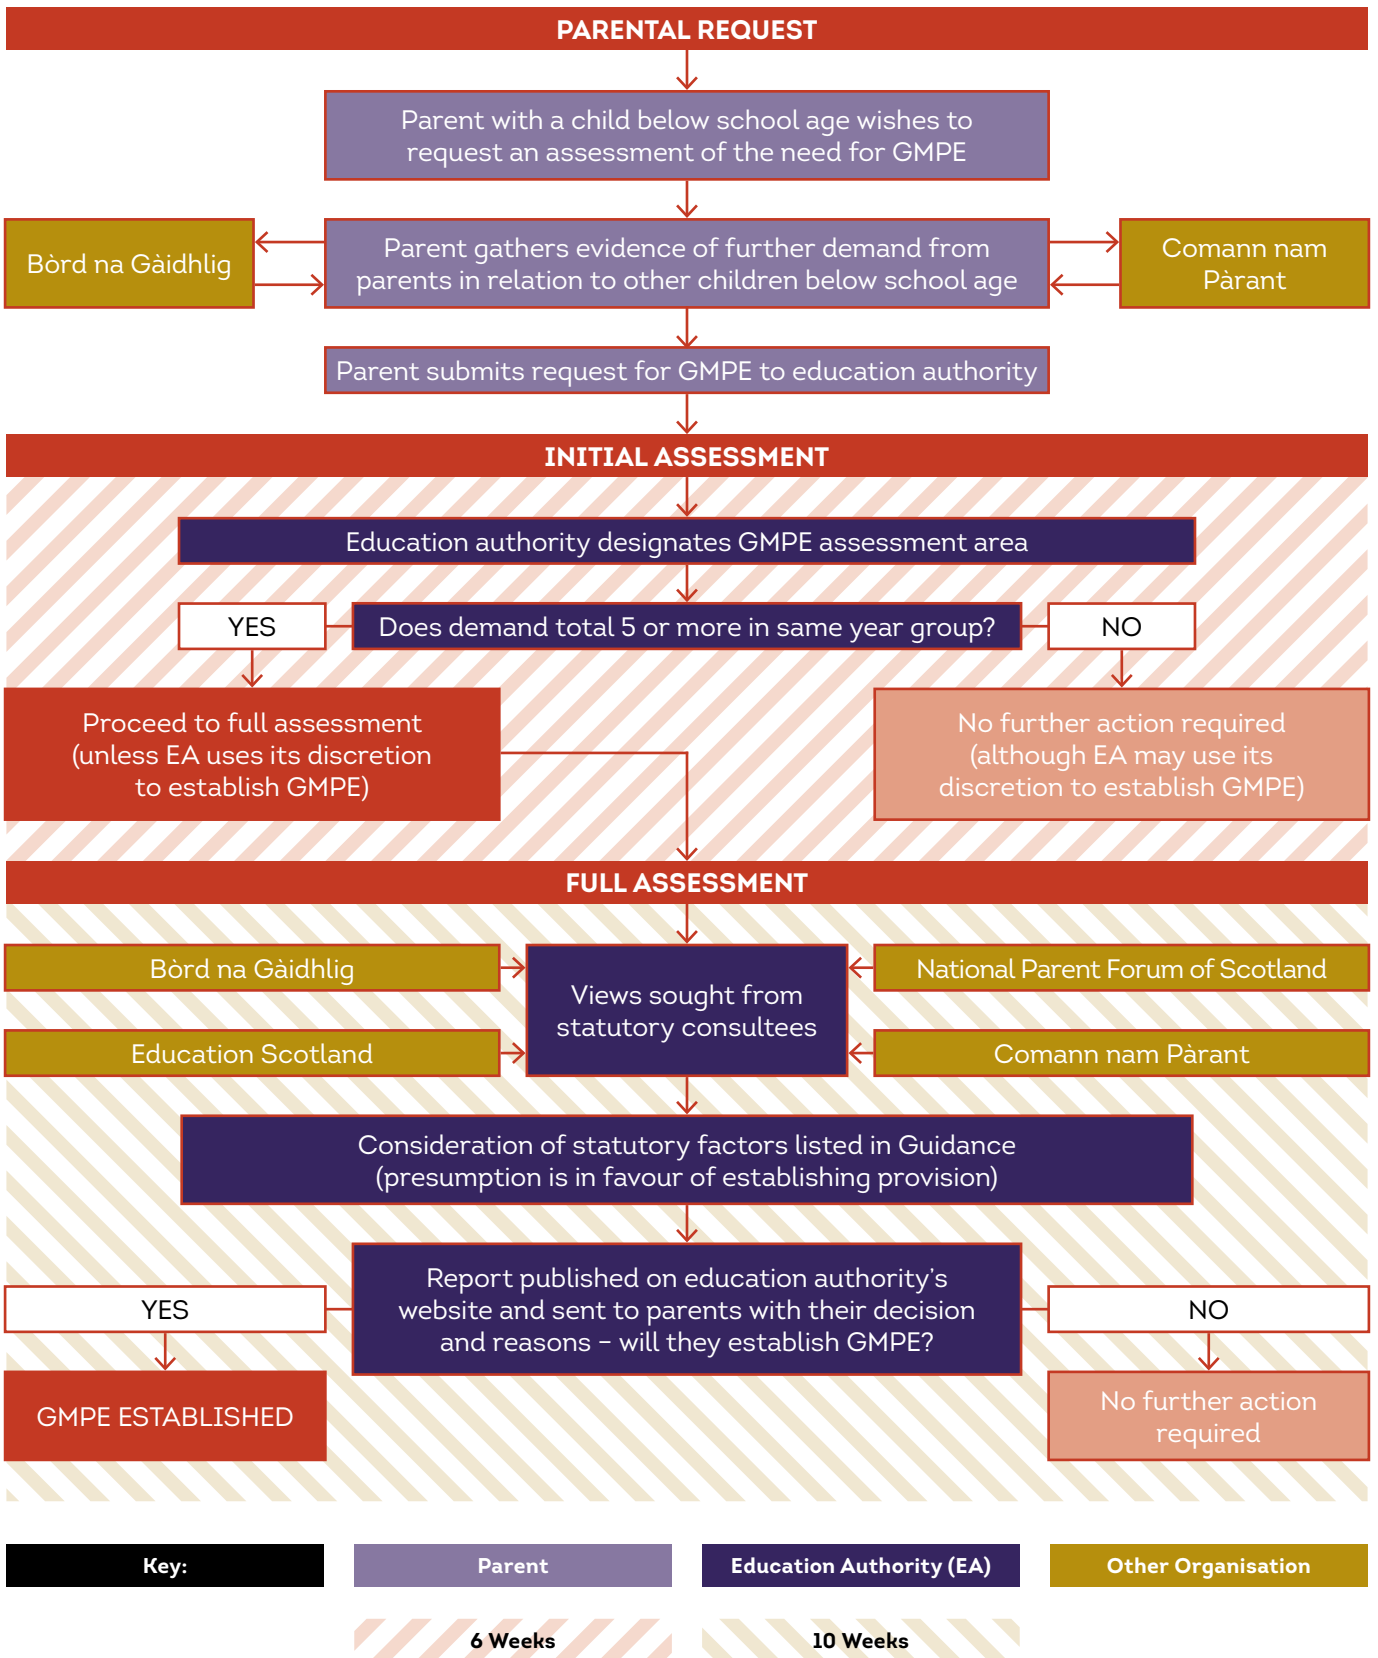 PARENTAL REQUEST
Parent with a child below school age wishes to
request an assessment of the need for GMPE
Bòrd na Gàidhlig
Parent gathers evidence of further demand from
parents in relation to other children below school age
Comann nam
Pàrant
Parent submits request for GMPE to education authority
INITIAL ASSESSMENT
Education authority designates GMPE assessment area
YES
Does demand total 5 or more in same year group?
NO
Proceed to full assessment
(unless EA uses its discretion
to establish GMPE)
No further action required
(although EA may use its
discretion to establish GMPE)
FULL ASSESSMENT
Bòrd na Gàidhlig
Education Scotland
Views sought from
statutory consultees
National Parent Forum of Scotland
Comann nam Pàrant
Consideration of statutory factors listed in Guidance
(presumption is in favour of establishing provision)
Report published on education authority’s
website and sent to parents with their decision
and reasons – will they establish GMPE?
YES
NO
GMPE ESTABLISHED
No further action
required
Key:
Parent
Education Authority (EA)
Other Organisation
6 Weeks
10 Weeks